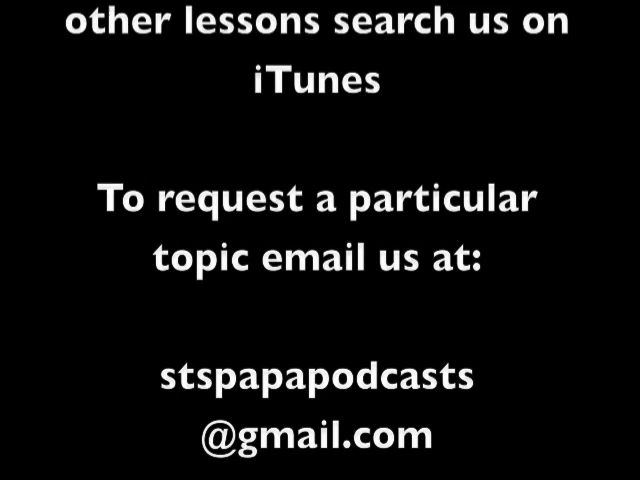 other lessons search us on
iTunes
To request a particular
topic email us at:
stspapapodcasts
@gmail.com